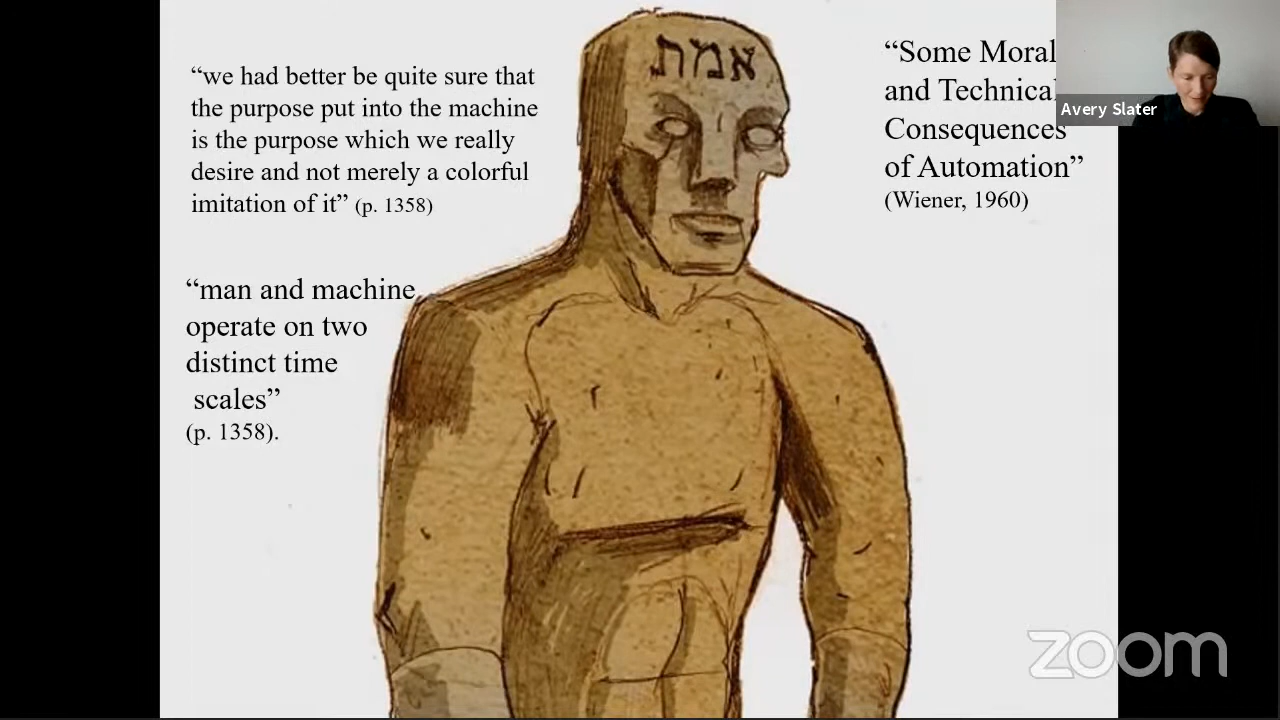 “we had better be quite sure that
the purpose put into the machine
is the purpose which we really
desire and not merely a colorful
imitation of it” (p. 1358)
“man and machine
operate on two
distinct time
scales”
(p. 1358).
אמת
“Some Moral
and Technical
Consequences
of Automation”
(Wiener, 1960)
Avery Slater
zoom